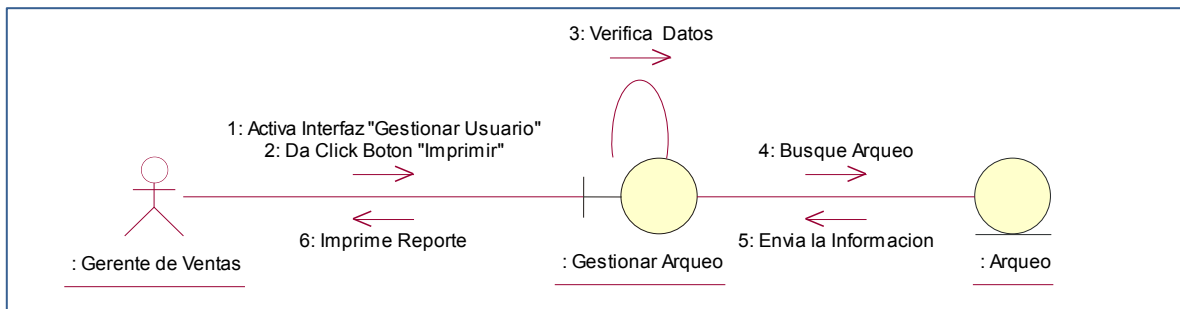 3: Verifica Datos
1: Activa Interfaz "Gestionar Usuario"
2: Da Click Boton "Imprimir"
4: Busque Arqueo
6: Imprime Reporte
5: Envia la Informacion
: Gerente de Ventas
: Gestionar Arqueo
: Arqueo